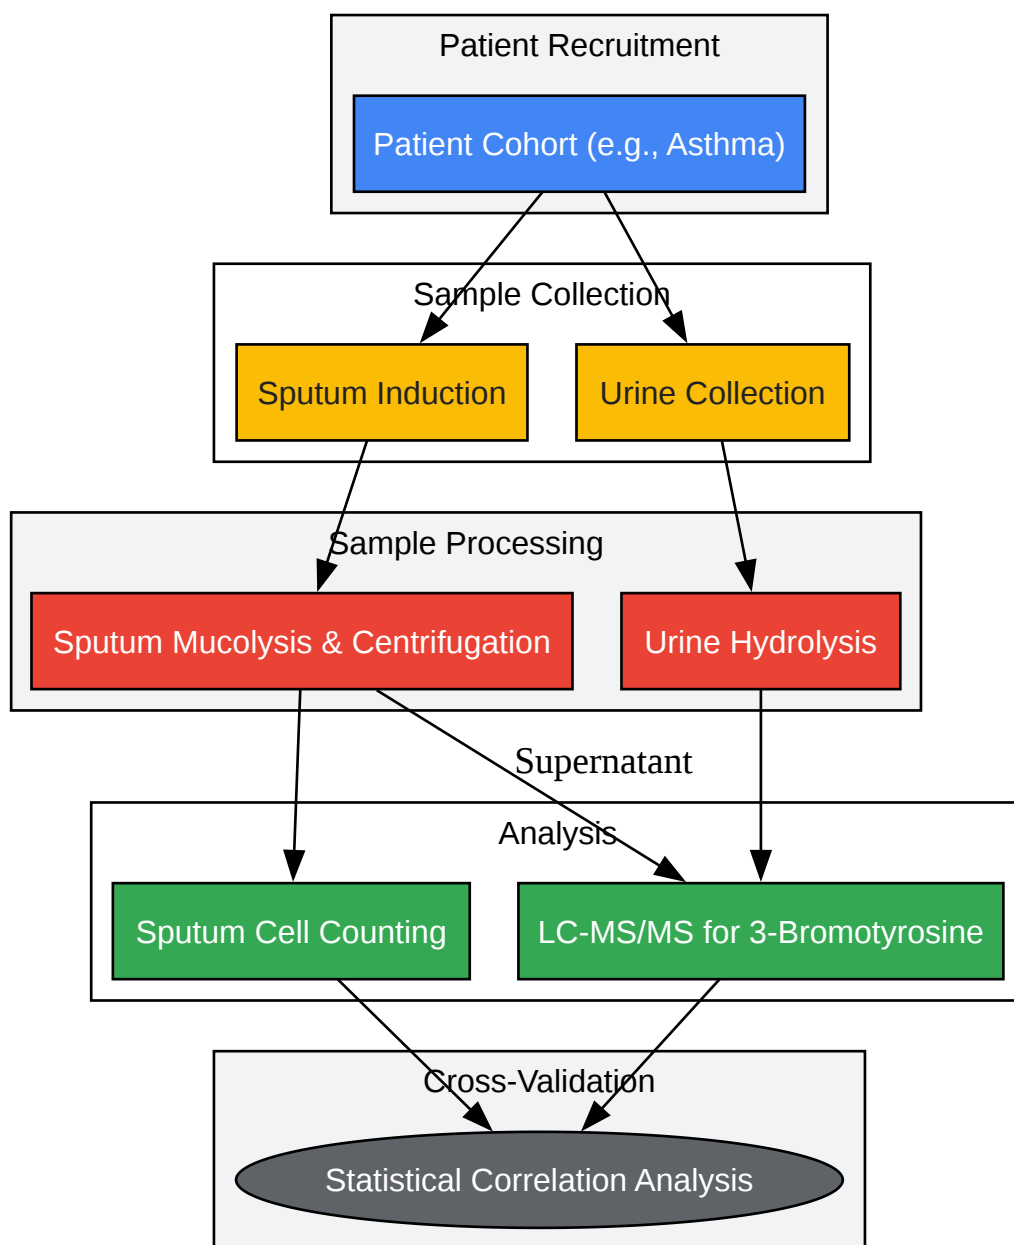 Patient Recruitment
Patient Cohort (e.g., Asthma)
Sample Collection
Sputum Induction
Urine Collection
Sample Processing
Sputum Mucolysis & Centrifugation
Urine Hydrolysis
Supernatant
Analysis
Sputum Cell Counting
LC-MS/MS for 3-Bromotyrosine
Cross-Validation
Statistical Correlation Analysis